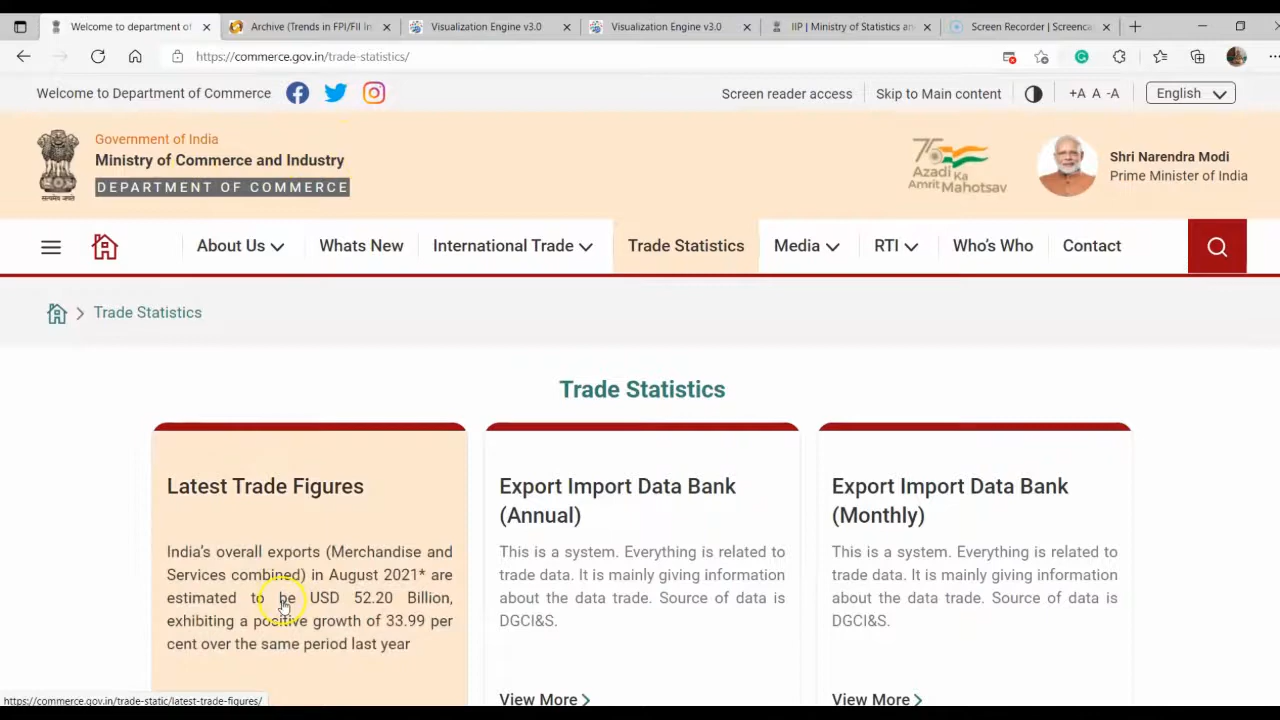 Welcome to department of
Archive (Trends in FPI/FII In
Visualization Engine v3.0
Visualization Engine v3.0
IIP | Ministry of Statistics an
Screen Recorder | Screenca
https://commerce.gov.in/trade-statistics/
Welcome to Department of Commerce
Screen reader access
Skip to Main content
+A A -A
English
सत्यमेव जयते
Government of India
Ministry of Commerce and Industry
DEPARTMENT OF COMMERCE
75
Azadi Ka
Amrit Mahotsav
Shri Narendra Modi
Prime Minister of India
About Us
Whats New
International Trade
Trade Statistics
Media
RTI
Who's Who
Contact
Trade Statistics
Trade Statistics
Latest Trade Figures
India's overall exports (Merchandise and
Services combined) in August 2021* are
estimated to be USD 52.20 Billion,
exhibiting a positive growth of 33.99 per
cent over the same period last year
Export Import Data Bank
(Annual)
This is a system. Everything is related to
trade data. It is mainly giving information
about the data trade. Source of data is
DGCI&S.
View More
Export Import Data Bank
(Monthly)
This is a system. Everything is related to
trade data. It is mainly giving information
about the data trade. Source of data is
DGCI&S.
View More
https://commerce.gov.in/trade-static/latest-trade-figures/